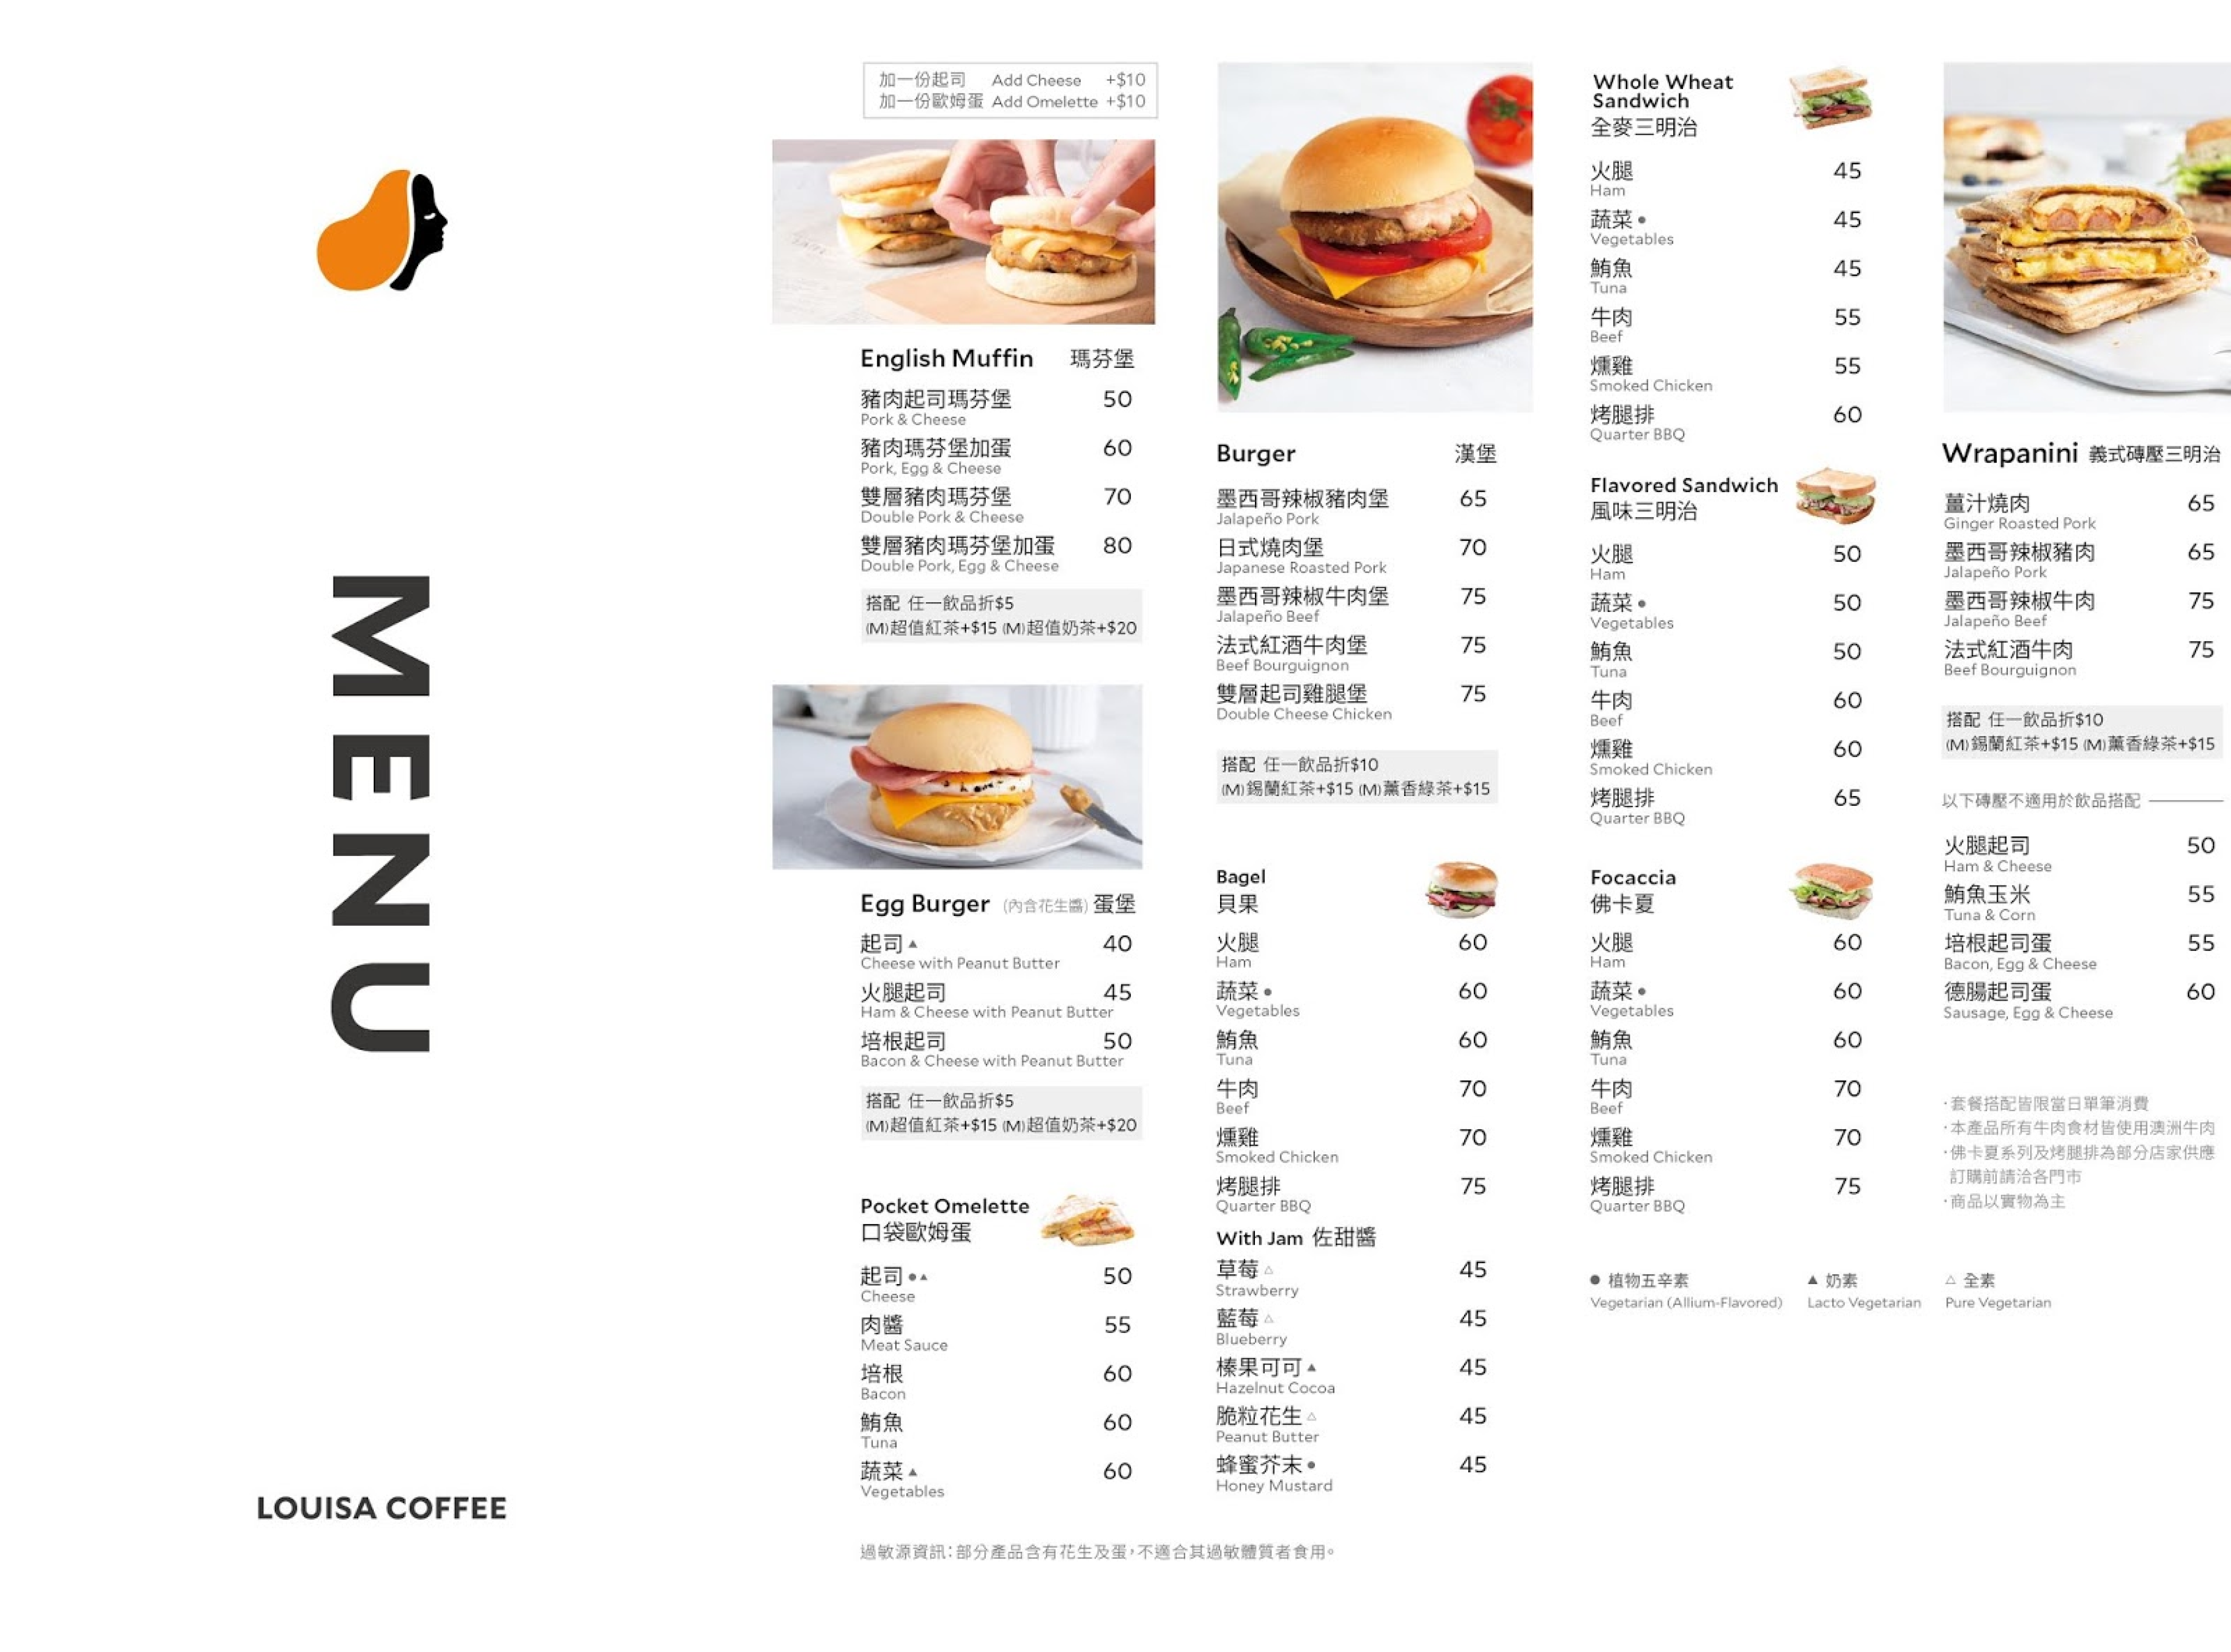 MENU
LOUISA COFFEE
加一份起司 Add Cheese +$10
加一份歐姆蛋 Add Omelette +$10
English Muffin 瑪芬堡
豬肉起司瑪芬堡 50
Pork & Cheese
豬肉瑪芬堡加蛋 60
Pork, Egg & Cheese
雙層豬肉瑪芬堡 70
Double Pork & Cheese
雙層豬肉瑪芬堡加蛋 80
Double Pork, Egg & Cheese
搭配 任一飲品折$5
(M)超值紅茶+$15 (M)超值奶茶+$20
Egg Burger (內含花生醬) 蛋堡
起司▲ 40
Cheese with Peanut Butter
火腿起司 45
Ham & Cheese with Peanut Butter
培根起司 50
Bacon & Cheese with Peanut Butter
搭配 任一飲品折$5
(M)超值紅茶+$15 (M)超值奶茶+$20
Pocket Omelette
口袋歐姆蛋
起司●▲ 50
Cheese
肉醬 55
Meat Sauce
培根 60
Bacon
鮪魚 60
Tuna
蔬菜▲ 60
Vegetables
Burger 漢堡
墨西哥辣椒豬肉堡 65
Jalapeño Pork
日式燒肉堡 70
Japanese Roasted Pork
墨西哥辣椒牛肉堡 75
Jalapeño Beef
法式紅酒牛肉堡 75
Beef Bourguignon
雙層起司雞腿堡 75
Double Cheese Chicken
搭配 任一飲品折$10
(M)錫蘭紅茶+$15 (M)薰香綠茶+$15
Bagel
貝果
火腿 60
Ham
蔬菜● 60
Vegetables
鮪魚 60
Tuna
牛肉 70
Beef
燻雞 70
Smoked Chicken
烤腿排 75
Quarter BBQ
With Jam 佐甜醬
草莓△ 45
Strawberry
藍莓△ 45
Blueberry
榛果可可▲ 45
Hazelnut Cocoa
脆粒花生△ 45
Peanut Butter
蜂蜜芥末● 45
Honey Mustard
Whole Wheat
Sandwich
全麥三明治
火腿 45
Ham
蔬菜● 45
Vegetables
鮪魚 45
Tuna
牛肉 55
Beef
燻雞 55
Smoked Chicken
烤腿排 60
Quarter BBQ
Flavored Sandwich
風味三明治
火腿 50
Ham
蔬菜● 50
Vegetables
鮪魚 50
Tuna
牛肉 60
Beef
燻雞 60
Smoked Chicken
烤腿排 65
Quarter BBQ
Focaccia
佛卡夏
火腿 60
Ham
蔬菜● 60
Vegetables
鮪魚 60
Tuna
牛肉 70
Beef
燻雞 70
Smoked Chicken
烤腿排 75
Quarter BBQ
Wrapanini 義式磚壓三明治
薑汁燒肉 65
Ginger Roasted Pork
墨西哥辣椒豬肉 65
Jalapeño Pork
墨西哥辣椒牛肉 75
Jalapeño Beef
法式紅酒牛肉 75
Beef Bourguignon
搭配 任一飲品折$10
(M)錫蘭紅茶+$15 (M)薰香綠茶+$15
以下磚壓不適用於飲品搭配
火腿起司 50
Ham & Cheese
鮪魚玉米 55
Tuna & Corn
培根起司蛋 55
Bacon, Egg & Cheese
德腸起司蛋 60
Sausage, Egg & Cheese
·套餐搭配皆限當日單筆消費
·本產品所有牛肉食材皆使用澳洲牛肉
·佛卡夏系列及烤腿排為部分店家供應
訂購前請洽各門市
·商品以實物為主
● 植物五辛素 ▲ 奶素 △ 全素
Vegetarian (Allium-Flavored) Lacto Vegetarian Pure Vegetarian
過敏源資訊：部分產品含有花生及蛋，不適合其過敏體質者食用。